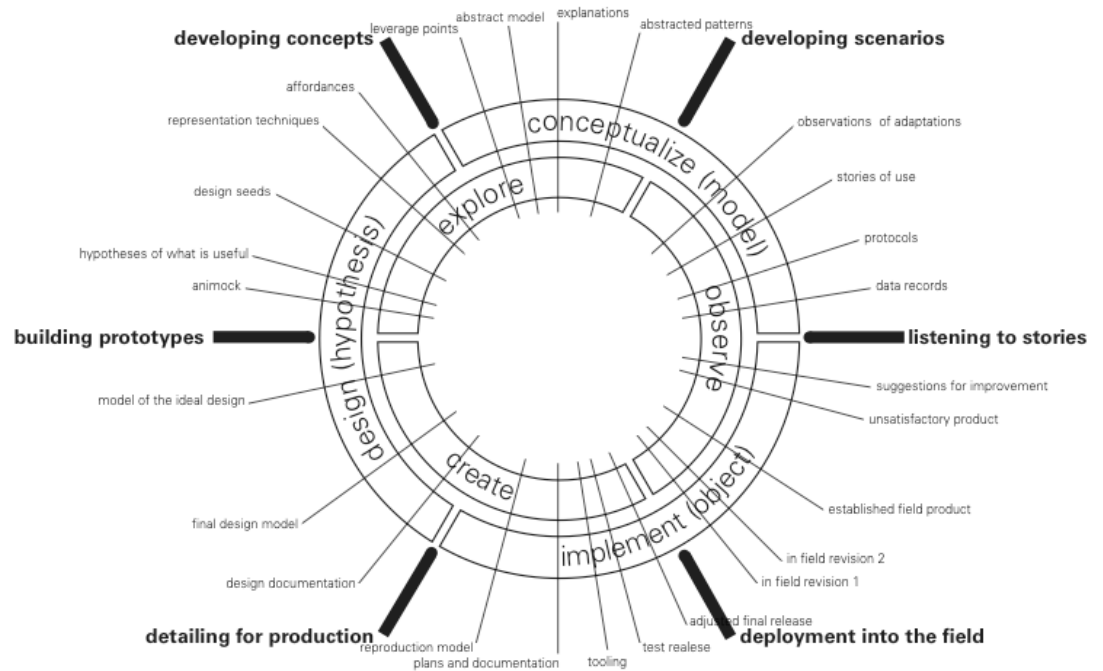 explanations
abstract model
abstracted patterns
leverage points
developing concepts
developing scenarios
affordances
representation techniques
observations of adaptations
conceptualize (model)
explore
stories of use
design seeds
protocols
hypotheses of what is useful
animock
data records
design (hypothesis)
observe
building prototypes
listening to stories
suggestions for improvement
model of the ideal design
unsatisfactory product
create
implement (object)
established field product
final design model
in field revision 2
design documentation
in field revision 1
adjusted final release
detailing for production
deployment into the field
reproduction model
test realese
plans and documentation
tooling